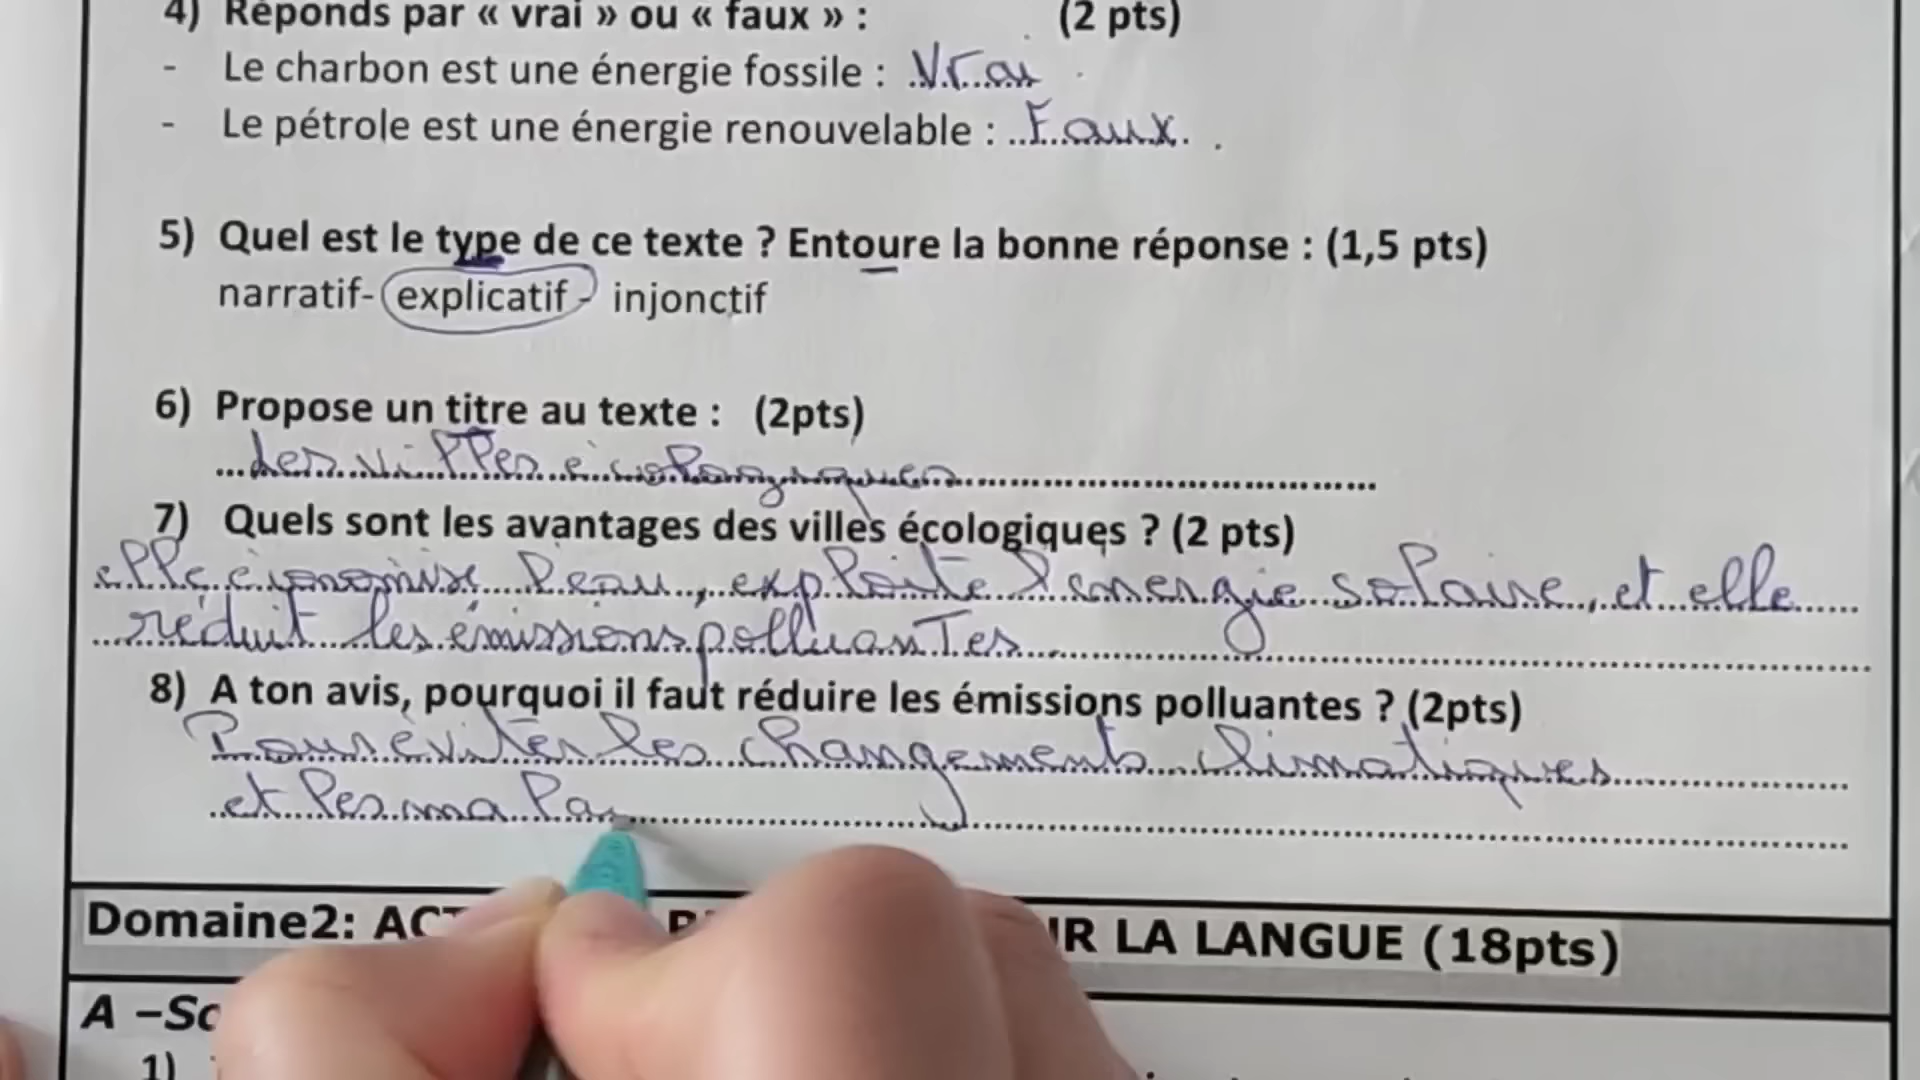 4) Réponds par « vrai » ou « faux » : (2 pts)
- Le charbon est une énergie fossile : Vrai
- Le pétrole est une énergie renouvelable : Faux.
5) Quel est le type de ce texte ? Entoure la bonne réponse : (1,5 pts)
narratif- explicatif - injonctif
6) Propose un titre au texte : (2pts)
des villes écologiques
7) Quels sont les avantages des villes écologiques ? (2 pts)
elle économise l'eau, exploite l'énergie solaire, et elle
réduit les émissions polluantes
8) A ton avis, pourquoi il faut réduire les émissions polluantes ? (2pts)
Pour éviter les changements climatiques
et les mala
Domaine2: LA LANGUE (18pts)
A –
1)